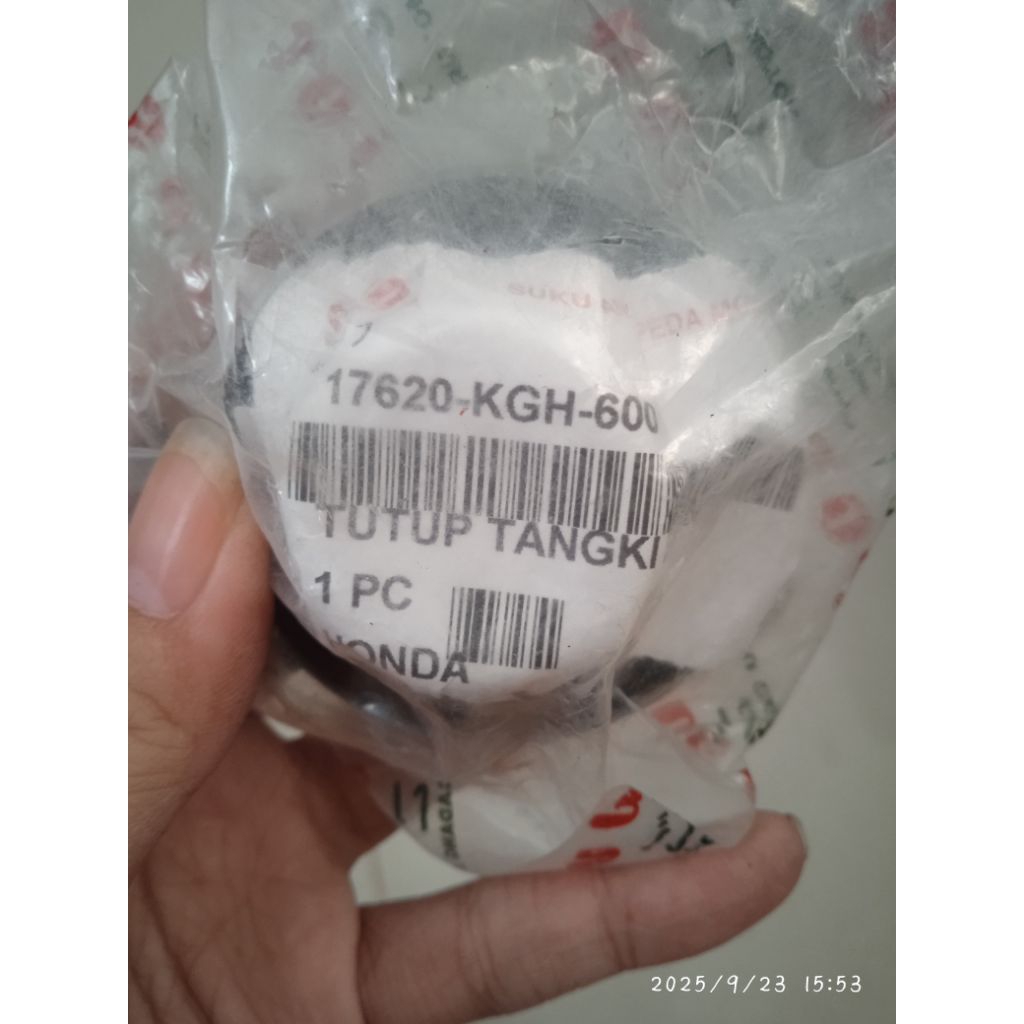 17620-KGH-600
TUTUP TANGKI
1 PC
HONDA
2025/9/23 15:53